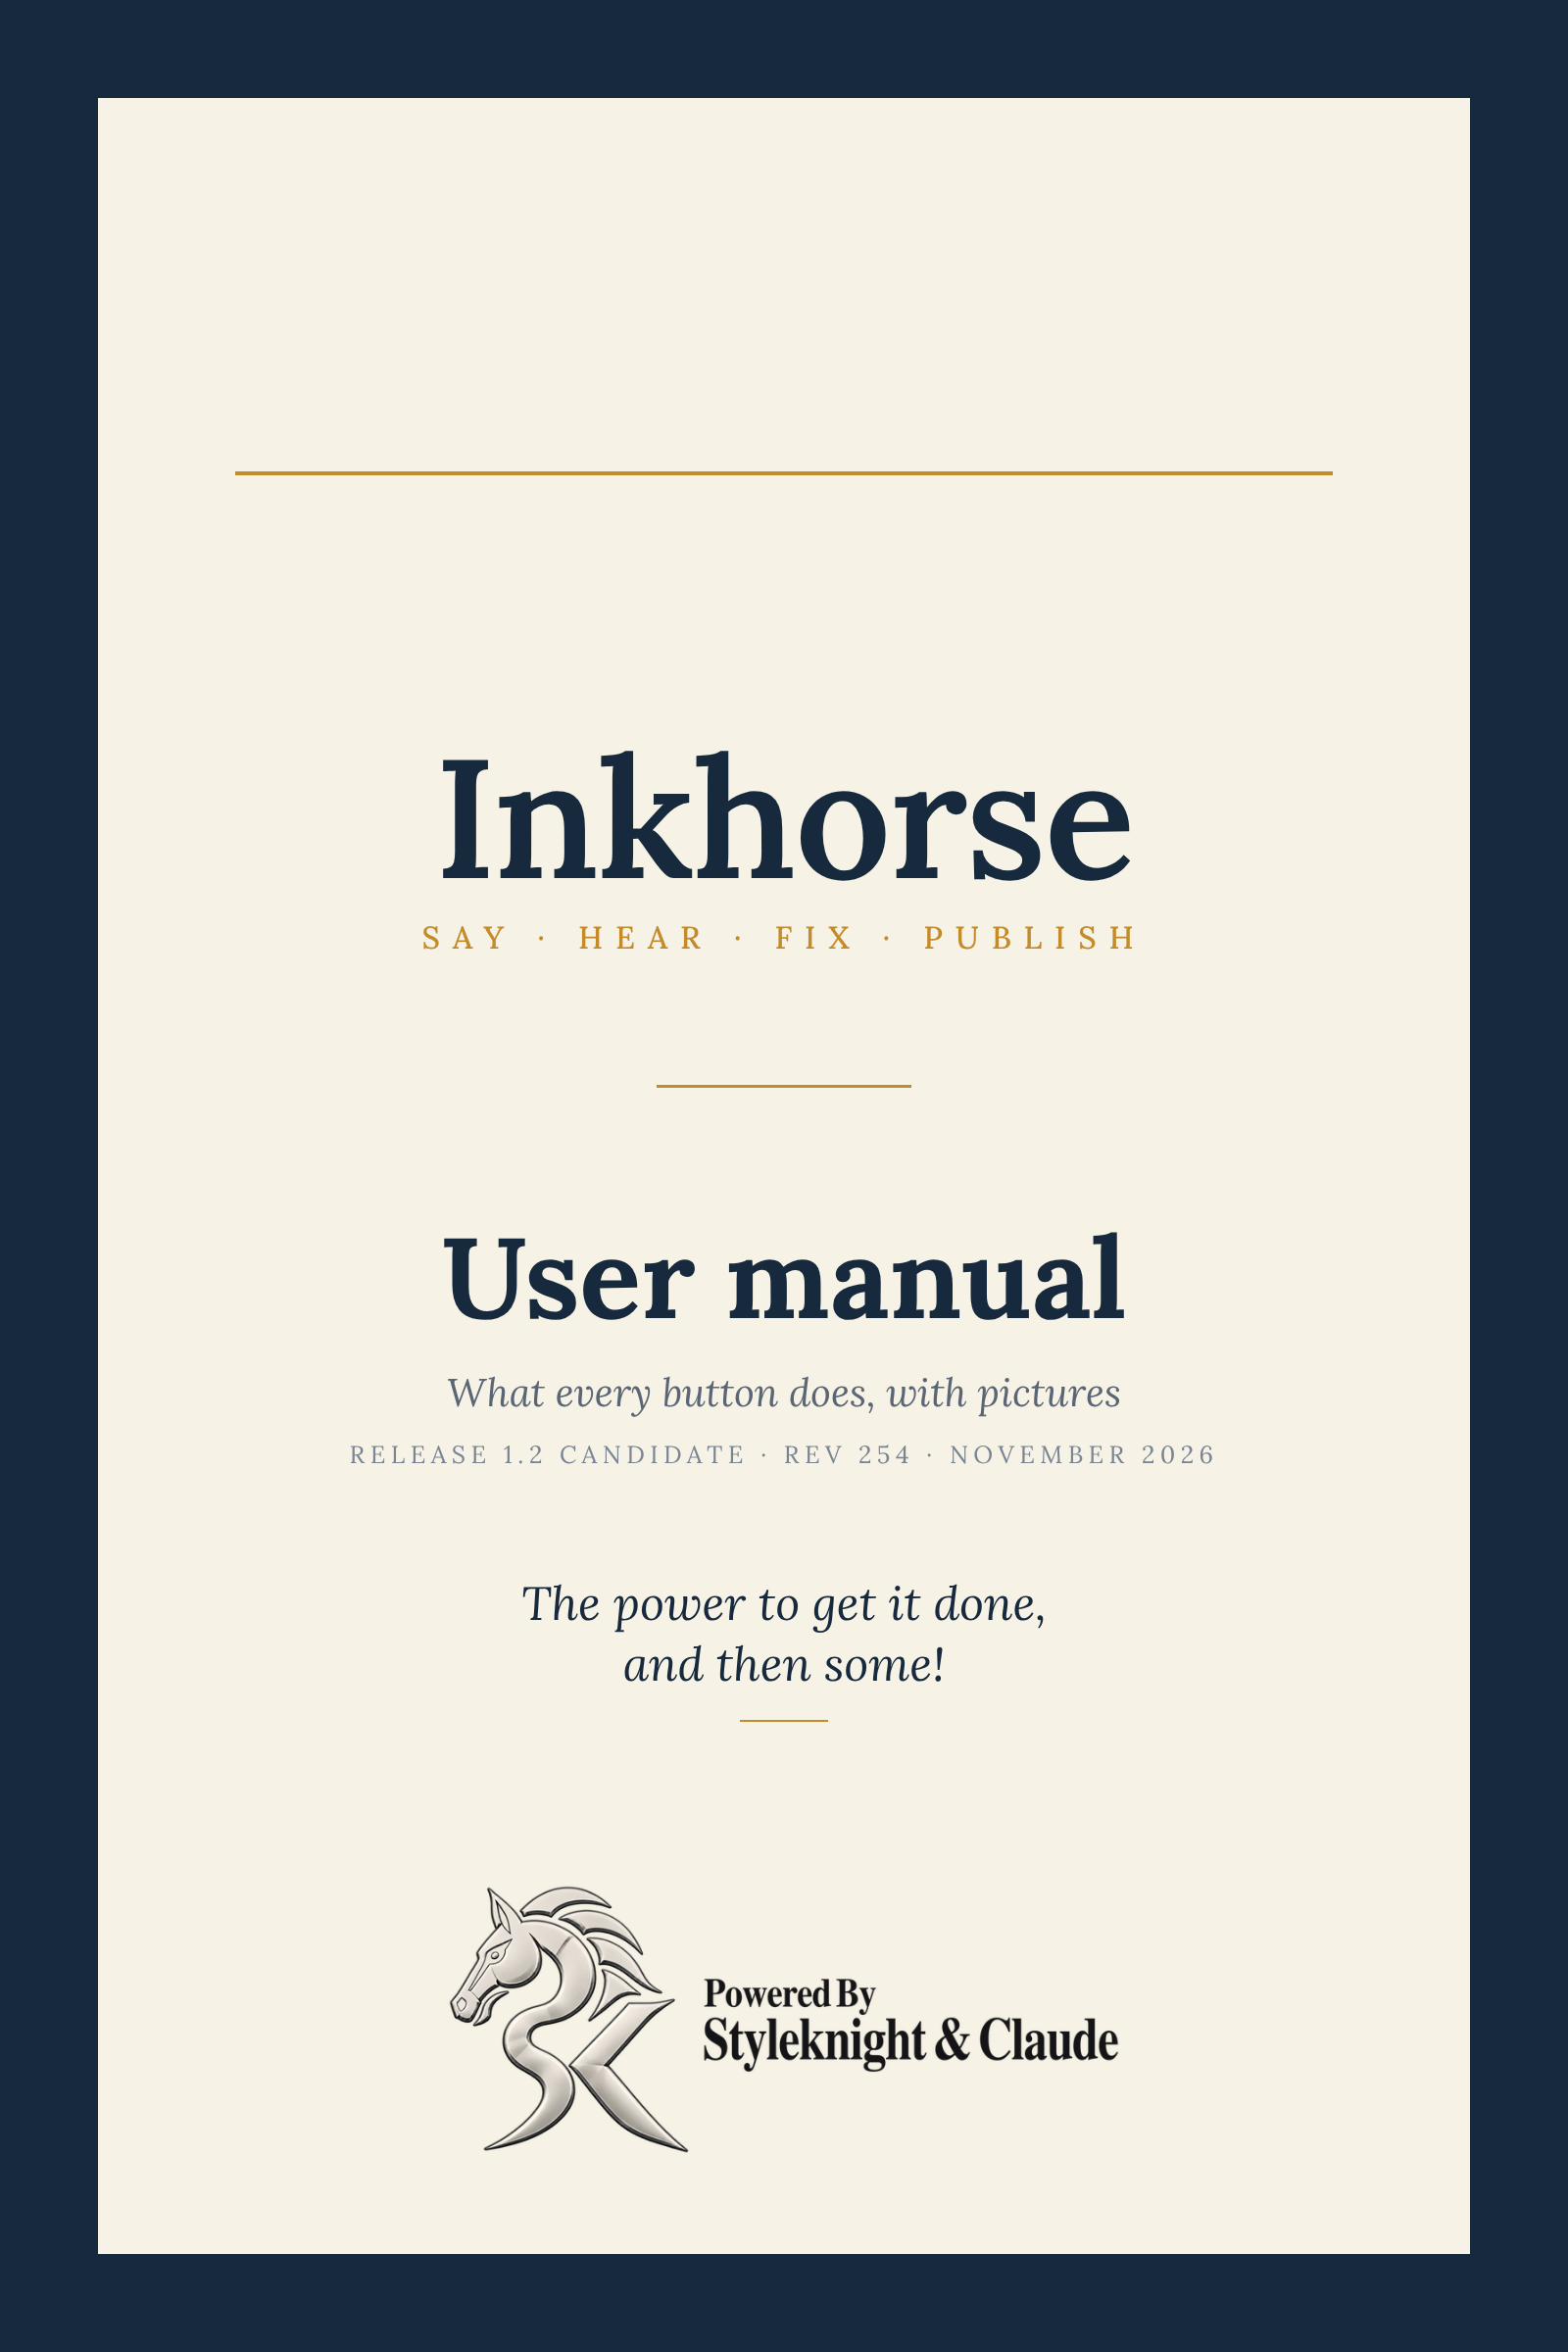 Inkhorse
SAY · HEAR · FIX · PUBLISH
User manual
What every button does, with pictures
RELEASE 1.2 CANDIDATE · REV 254 · NOVEMBER 2026
The power to get it done,
and then some!
Powered By
Styleknight & Claude